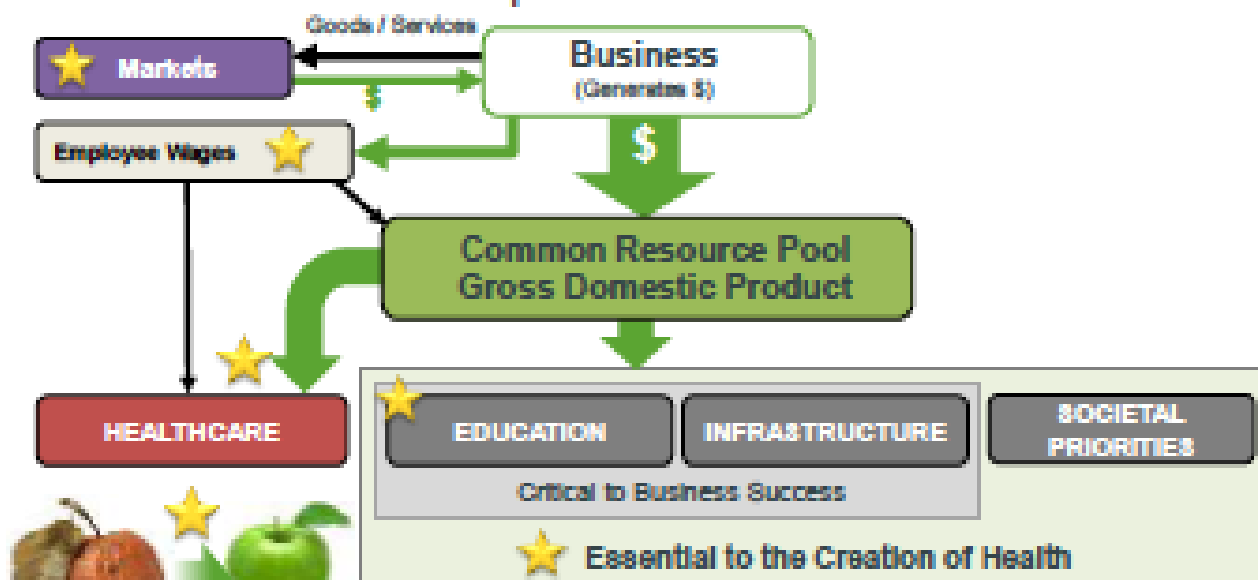 Goods / Services
Markets
$
Business
(Generates $)
Employee Wages
$
Common Resource Pool
Gross Domestic Product
HEALTHCARE
EDUCATION
INFRASTRUCTURE
SOCIETAL
PRIORITIES
Critical to Business Success
Essential to the Creation of Health